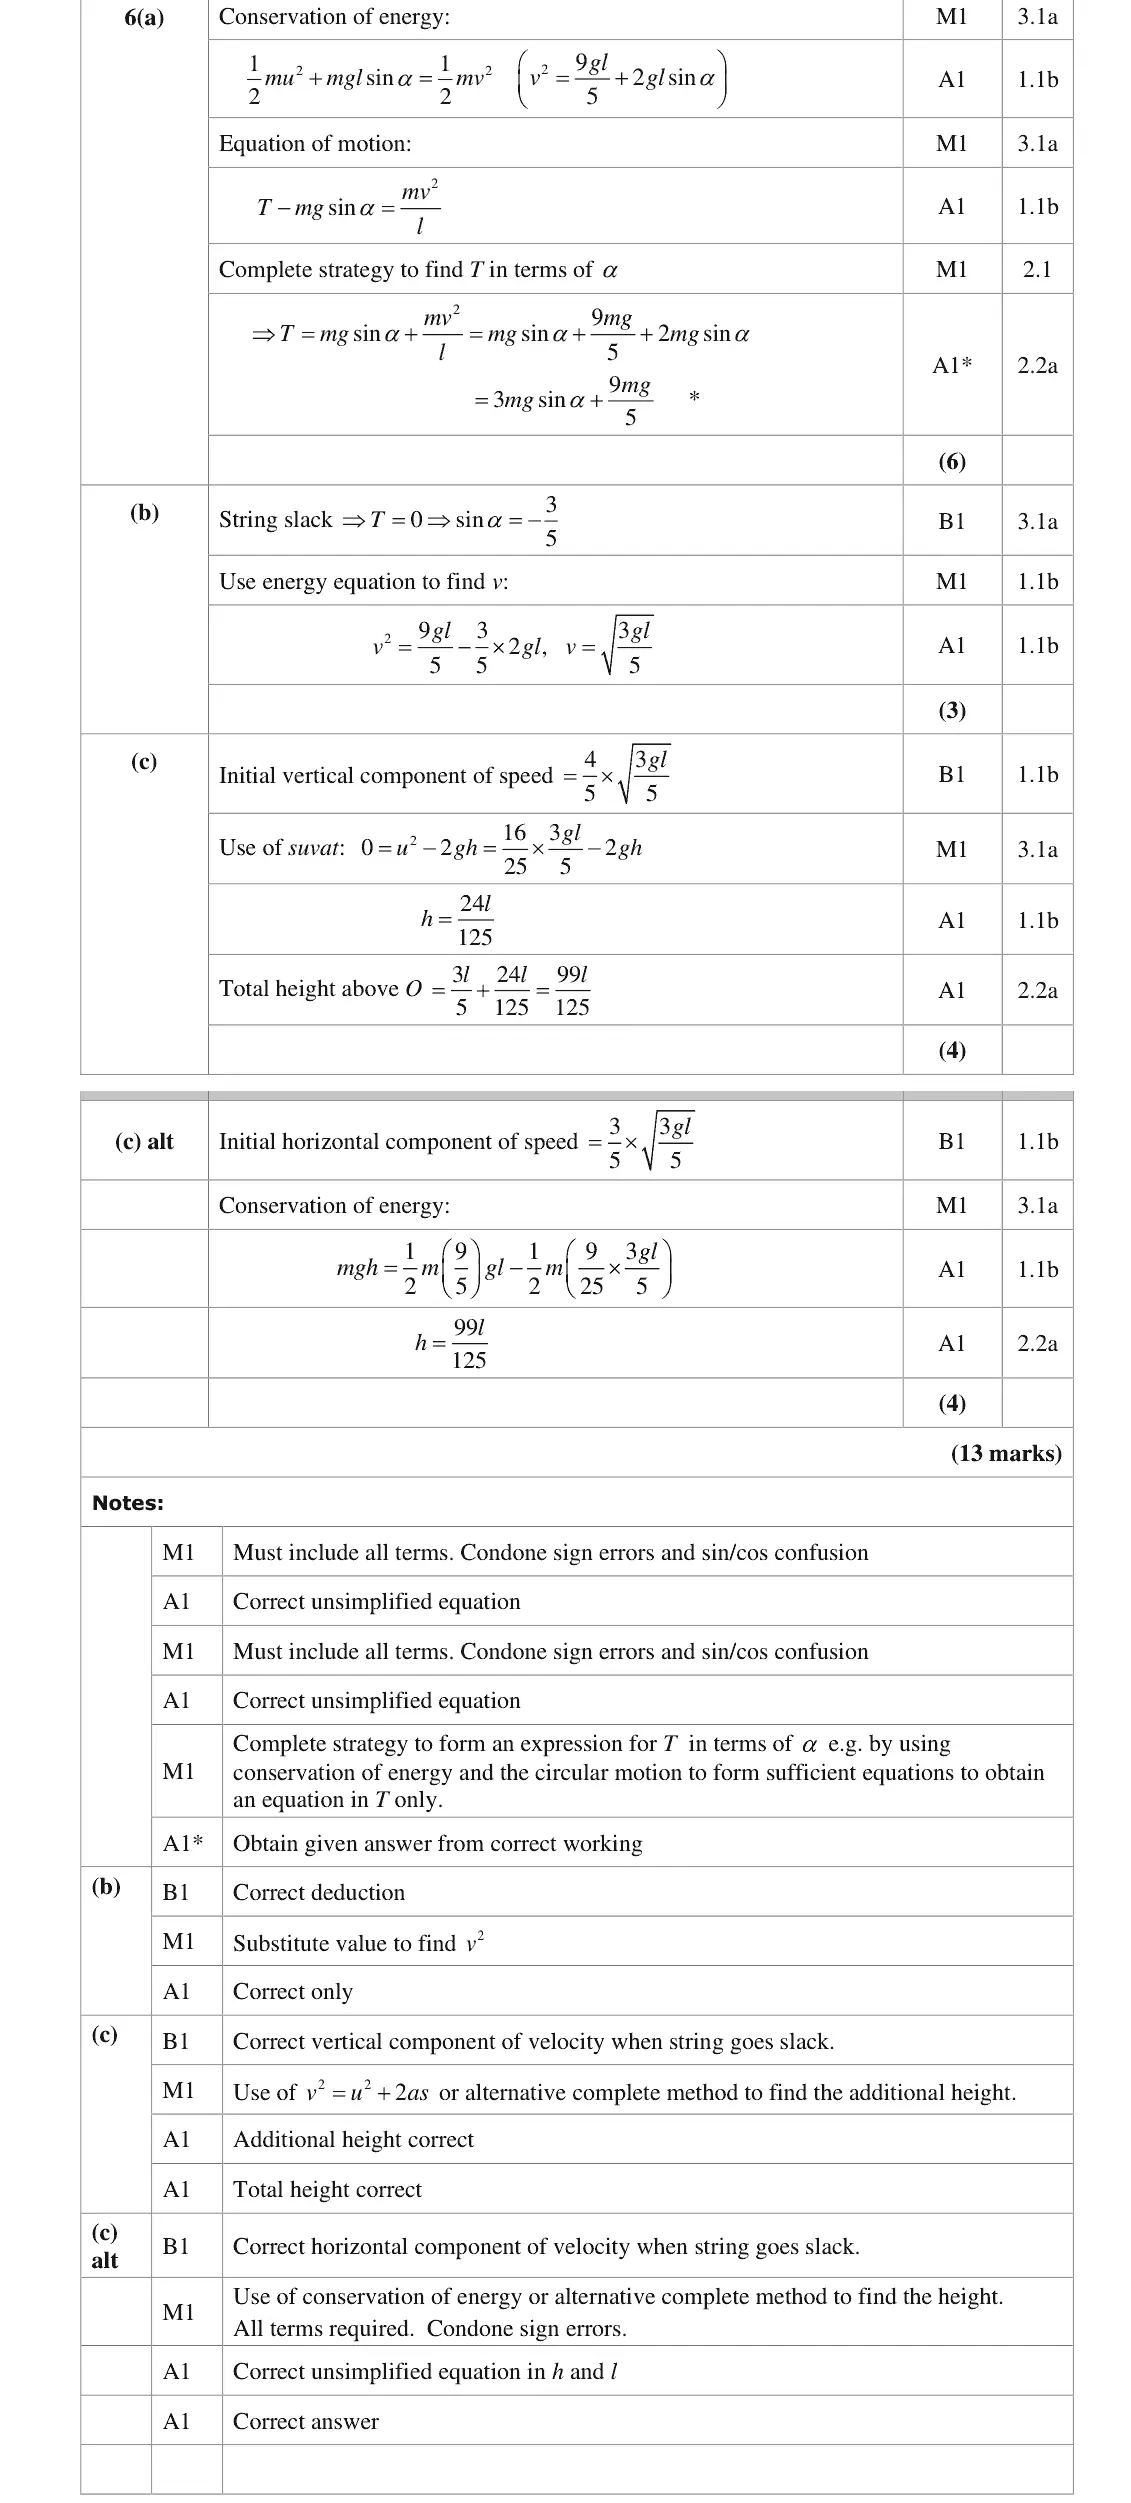 6(a) Conservation of energy: M1 3.1a
1/2 mu² + mgl sin α = 1/2 mv² (v² = 9gl/5 + 2gl sin α) A1 1.1b
Equation of motion: M1 3.1a
T − mg sin α = mv²/l A1 1.1b
Complete strategy to find T in terms of α M1 2.1
⇒ T = mg sin α + mv²/l = mg sin α + 9mg/5 + 2mg sin α
= 3mg sin α + 9mg/5 * A1* 2.2a
(6)
(b) String slack ⇒ T = 0 ⇒ sin α = −3/5 B1 3.1a
Use energy equation to find v: M1 1.1b
v² = 9gl/5 − 3/5 × 2gl, v = √(3gl/5) A1 1.1b
(3)
(c) Initial vertical component of speed = 4/5 × √(3gl/5) B1 1.1b
Use of suvat: 0 = u² − 2gh = 16/25 × 3gl/5 − 2gh M1 3.1a
h = 24l/125 A1 1.1b
Total height above O = 3l/5 + 24l/125 = 99l/125 A1 2.2a
(4)
(c) alt Initial horizontal component of speed = 3/5 × √(3gl/5) B1 1.1b
Conservation of energy: M1 3.1a
mgh = 1/2 m(9/5)gl − 1/2 m(9/25 × 3gl/5) A1 1.1b
h = 99l/125 A1 2.2a
(4)
(13 marks)
Notes:
M1 Must include all terms. Condone sign errors and sin/cos confusion
A1 Correct unsimplified equation
M1 Must include all terms. Condone sign errors and sin/cos confusion
A1 Correct unsimplified equation
M1 Complete strategy to form an expression for T in terms of α e.g. by using
conservation of energy and the circular motion to form sufficient equations to obtain
an equation in T only.
A1* Obtain given answer from correct working
(b) B1 Correct deduction
M1 Substitute value to find v²
A1 Correct only
(c) B1 Correct vertical component of velocity when string goes slack.
M1 Use of v² = u² + 2as or alternative complete method to find the additional height.
A1 Additional height correct
A1 Total height correct
(c)
alt B1 Correct horizontal component of velocity when string goes slack.
M1 Use of conservation of energy or alternative complete method to find the height.
All terms required. Condone sign errors.
A1 Correct unsimplified equation in h and l
A1 Correct answer